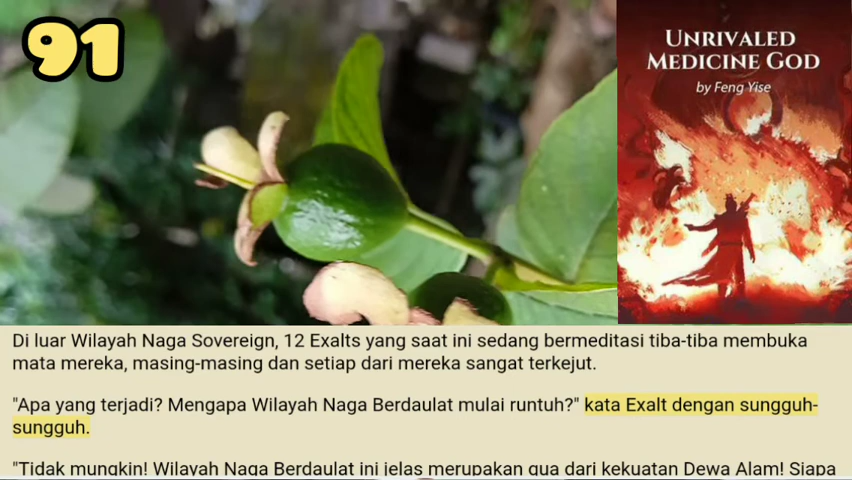 91
UNRIVALED
MEDICINE GOD
by Feng Yise
Di luar Wilayah Naga Sovereign, 12 Exalts yang saat ini sedang bermeditasi tiba-tiba membuka
mata mereka, masing-masing dan setiap dari mereka sangat terkejut.
"Apa yang terjadi? Mengapa Wilayah Naga Berdaulat mulai runtuh?" kata Exalt dengan sungguh-
sungguh.
"Tidak mungkin! Wilayah Naga Berdaulat ini jelas merupakan gua dari kekuatan Dewa Alam! Siapa